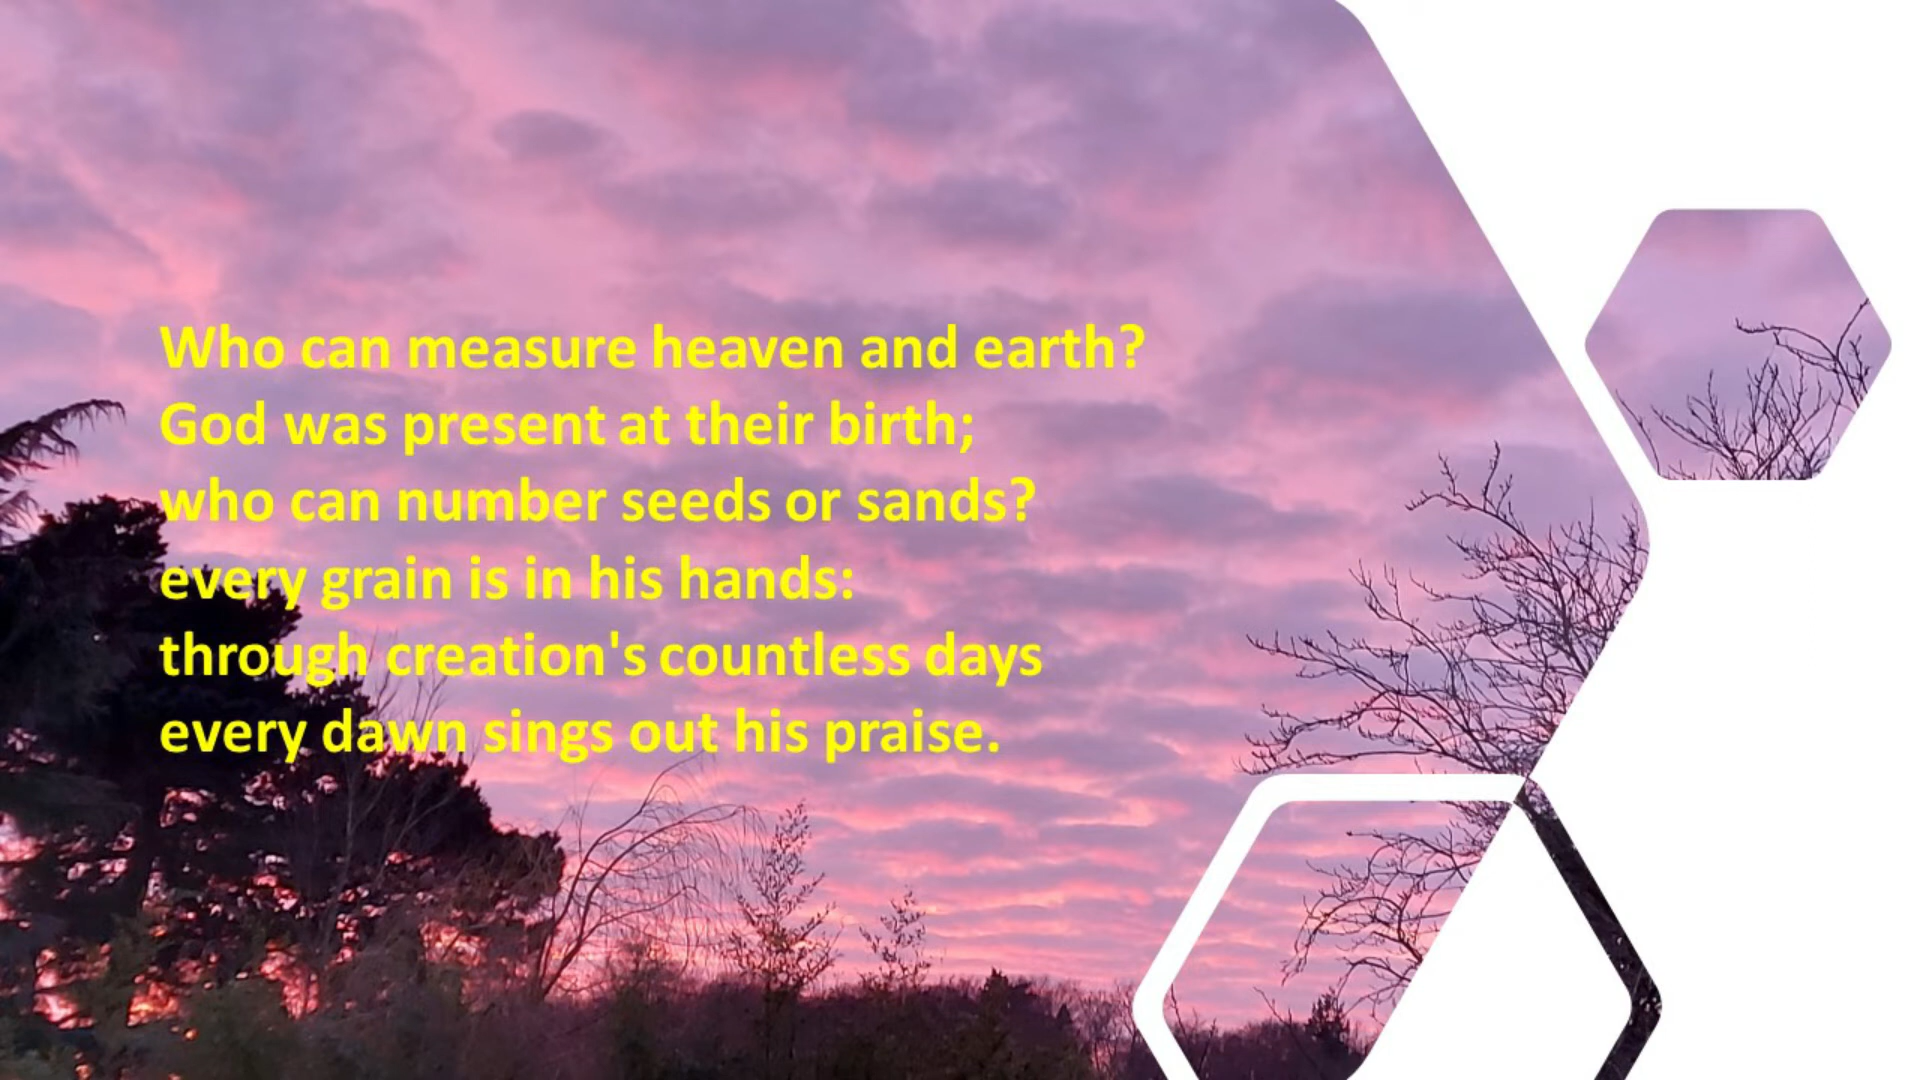 Who can measure heaven and earth?
God was present at their birth;
who can number seeds or sands?
every grain is in his hands:
through creation's countless days
every dawn sings out his praise.